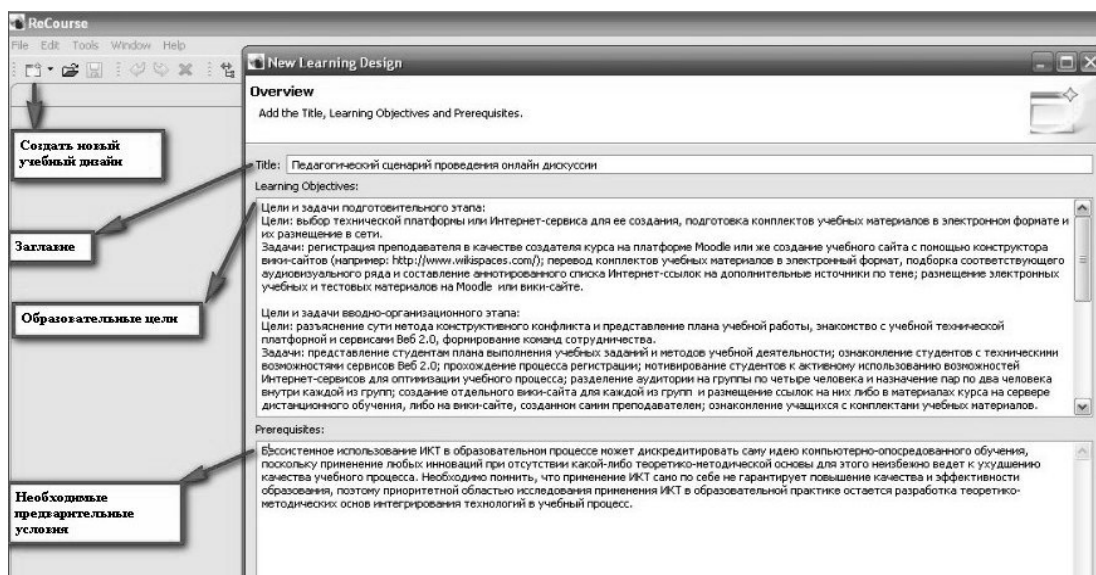 ReCourse
File Edit Tools Window Help
New Learning Design
Overview
Add the Title, Learning Objectives and Prerequisites.
Создать новый
учебный дизайн
Title: Педагогический сценарий проведения онлайн дискуссии
Learning Objectives:
Цели и задачи подготовительного этапа:
Цели: выбор технической платформы или Интернет-сервиса для ее создания, подготовка комплектов учебных материалов в электронном формате и
их размещение в сети.
Задачи: регистрация преподавателя в качестве создателя курса на платформе Moodle или же создание учебного сайта с помощью конструктора
вики-сайтов (например: http://www.wikispaces.com/); перевод комплектов учебных материалов в электронный формат, подборка соответствующего
аудиовизуального ряда и составление аннотированного списка Интернет-ссылок на дополнительные источники по теме; размещение электронных
учебных и тестовых материалов на Moodle или вики-сайте.
Заглавие
Образовательные цели
Цели и задачи вводно-организационного этапа:
Цели: разъяснение сути метода конструктивного конфликта и представление плана учебной работы, знакомство с учебной технической
платформой и сервисами Веб 2.0, формирование команд сотрудничества.
Задачи: представление студентам плана выполнения учебных заданий и методов учебной деятельности; ознакомление студентов с техническими
возможностями сервисов Веб 2.0; прохождение процесса регистрации; мотивирование студентов к активному использованию возможностей
Интернет-сервисов для оптимизации учебного процесса; разделение аудитории на группы по четыре человека и назначение пар по два человека
внутри каждой из групп; создание отдельного вики-сайта для каждой из групп и размещение ссылок на них либо в материалах курса на сервере
дистанционного обучения, либо на вики-сайте, созданном самим преподавателем; ознакомление учащихся с комплектами учебных материалов.
Prerequisites:
Бессистемное использование ИКТ в образовательном процессе может дискредитировать саму идею компьютерно-опосредованного обучения,
поскольку применение любых инноваций при отсутствии какой-либо теоретико-методической основы для этого неизбежно ведет к ухудшению
качества учебного процесса. Необходимо помнить, что применение ИКТ само по себе не гарантирует повышение качества и эффективности
образования, поэтому приоритетной областью исследования применения ИКТ в образовательной практике остается разработка теоретико-
методических основ интегрирования технологий в учебный процесс.
Необходимые
предварительные
условия